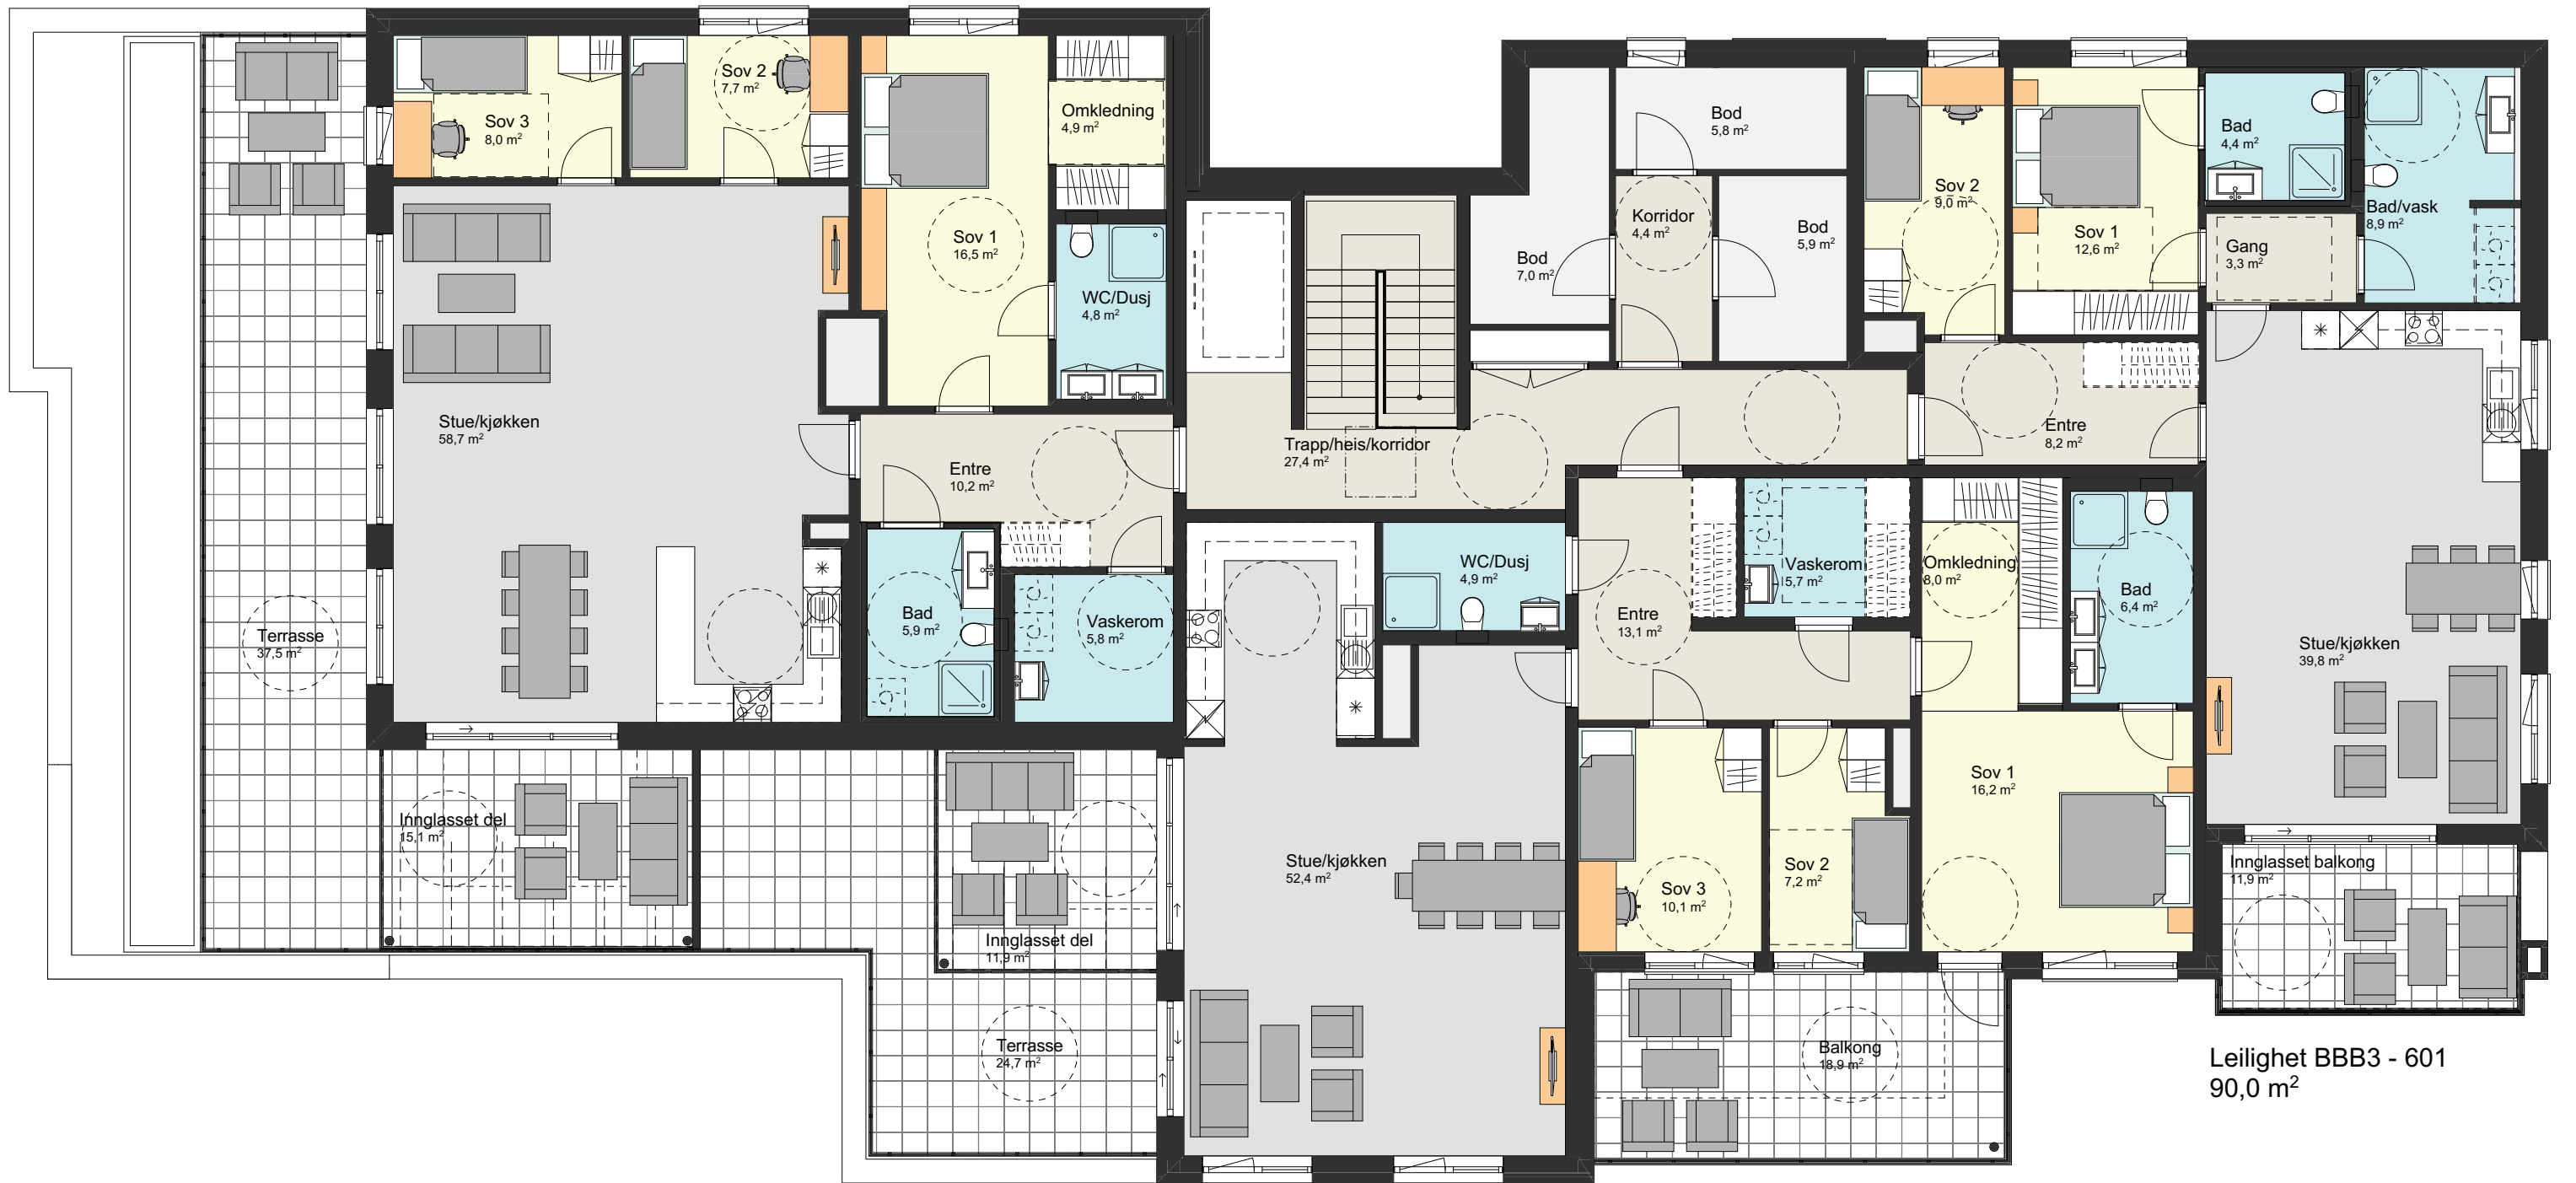 Sov 3
8,0 m²
Sov 2
7,7 m²
Omkledning
4,9 m²
Sov 1
16,5 m²
WC/Dusj
4,8 m²
Stue/kjøkken
58,7 m²
Entre
10,2 m²
Bad
5,9 m²
Vaskerom
5,8 m²
Terrasse
37,5 m²
Innglasset del
15,1 m²
Bod
5,8 m²
Korridor
4,4 m²
Bod
5,9 m²
Bod
7,0 m²
Trapp/heis/korridor
27,4 m²
Sov 2
9,0 m²
Sov 1
12,6 m²
Bad
4,4 m²
Bad/vask
8,9 m²
Gang
3,3 m²
Entre
8,2 m²
Stue/kjøkken
39,8 m²
Innglasset balkong
11,9 m²
WC/Dusj
4,9 m²
Entre
13,1 m²
Vaskerom
5,7 m²
Omkledning
8,0 m²
Bad
6,4 m²
Sov 1
16,2 m²
Sov 2
7,2 m²
Sov 3
10,1 m²
Stue/kjøkken
52,4 m²
Innglasset del
11,9 m²
Terrasse
24,7 m²
Balkong
18,9 m²
Leilighet BBB3 - 601
90,0 m²